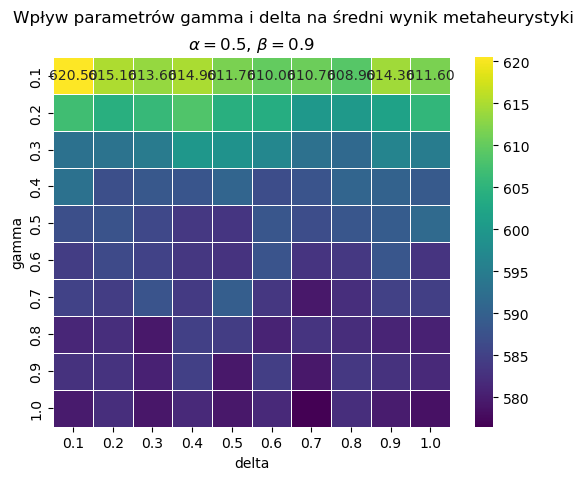 Wpływ parametrów gamma i delta na średni wynik metaheurystyki
α = 0.5, β = 0.9
0.1 620.50 615.10 613.60 614.90 611.70 610.00 610.70 608.90 614.30 611.60 620
0.2 615
0.3 610
0.4 605
0.5 600
gamma
0.6 595
0.7 590
0.8 585
0.9 580
1.0
0.1 0.2 0.3 0.4 0.5 0.6 0.7 0.8 0.9 1.0
delta